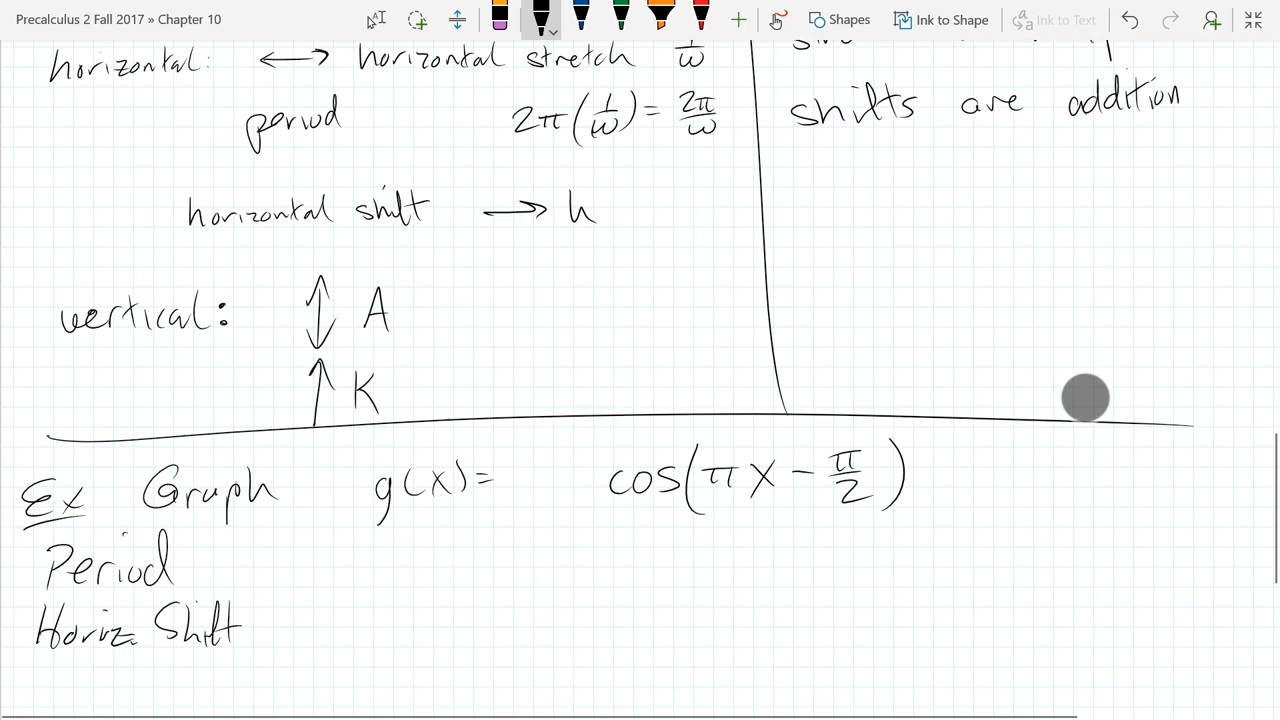 Precalculus 2 Fall 2017 » Chapter 10
Shapes
Ink to Shape
Ink to Text
horizontal: ↔ horizontal stretch 1/ω
period 2π(1/ω) = 2π/ω
horizontal shift → h
vertical: ↕ A
↑ K
shifts are addition
Ex Graph g(x) = cos(πx - π/2)
Period
Horiz. Shift